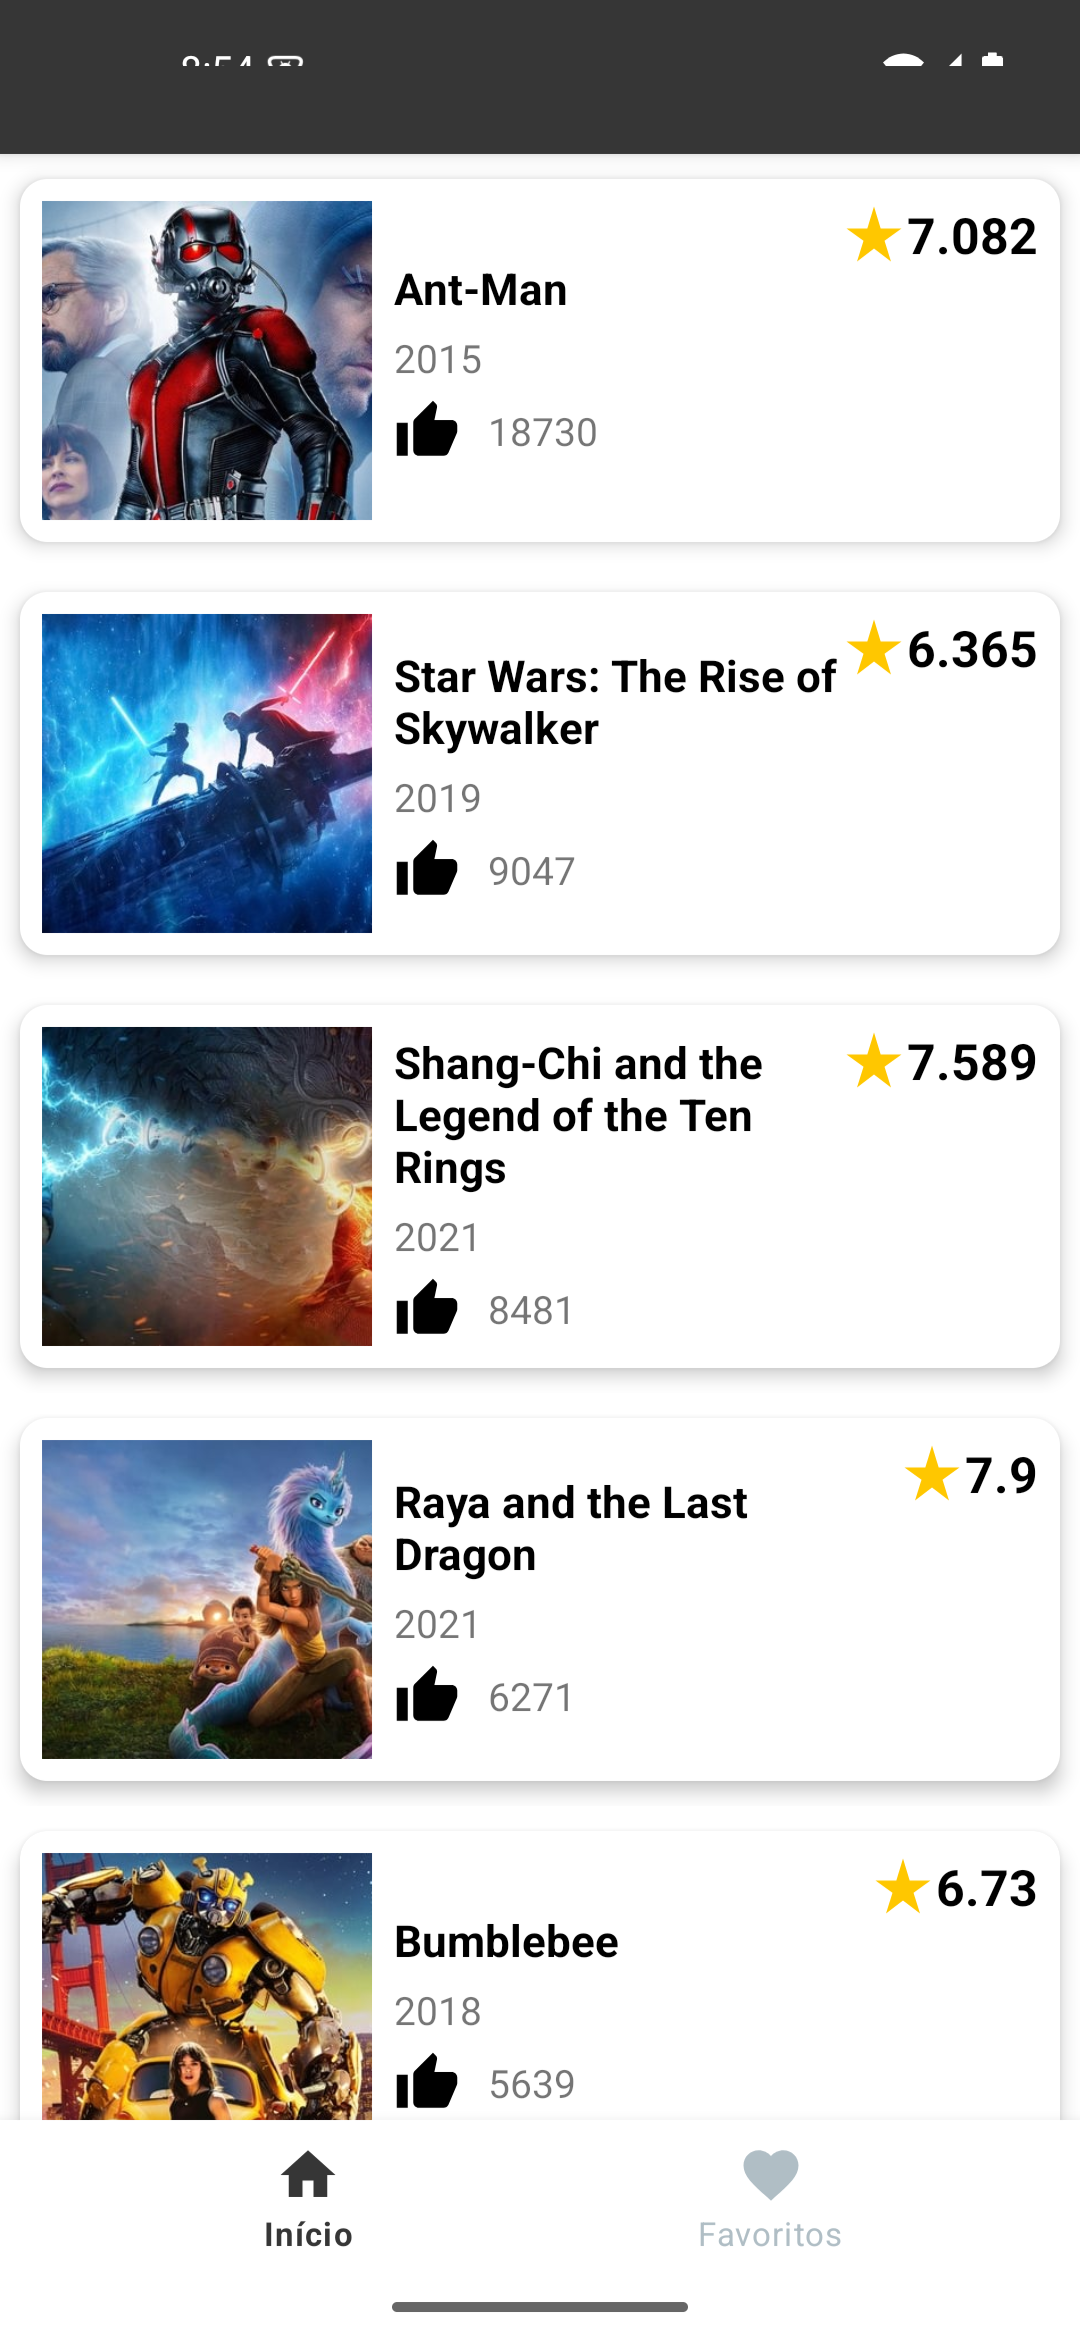 7.082
Ant-Man
2015
18730
6.365
Star Wars: The Rise of
Skywalker
2019
9047
7.589
Shang-Chi and the
Legend of the Ten
Rings
2021
8481
7.9
Raya and the Last
Dragon
2021
6271
6.73
Bumblebee
2018
5639
Início
Favoritos